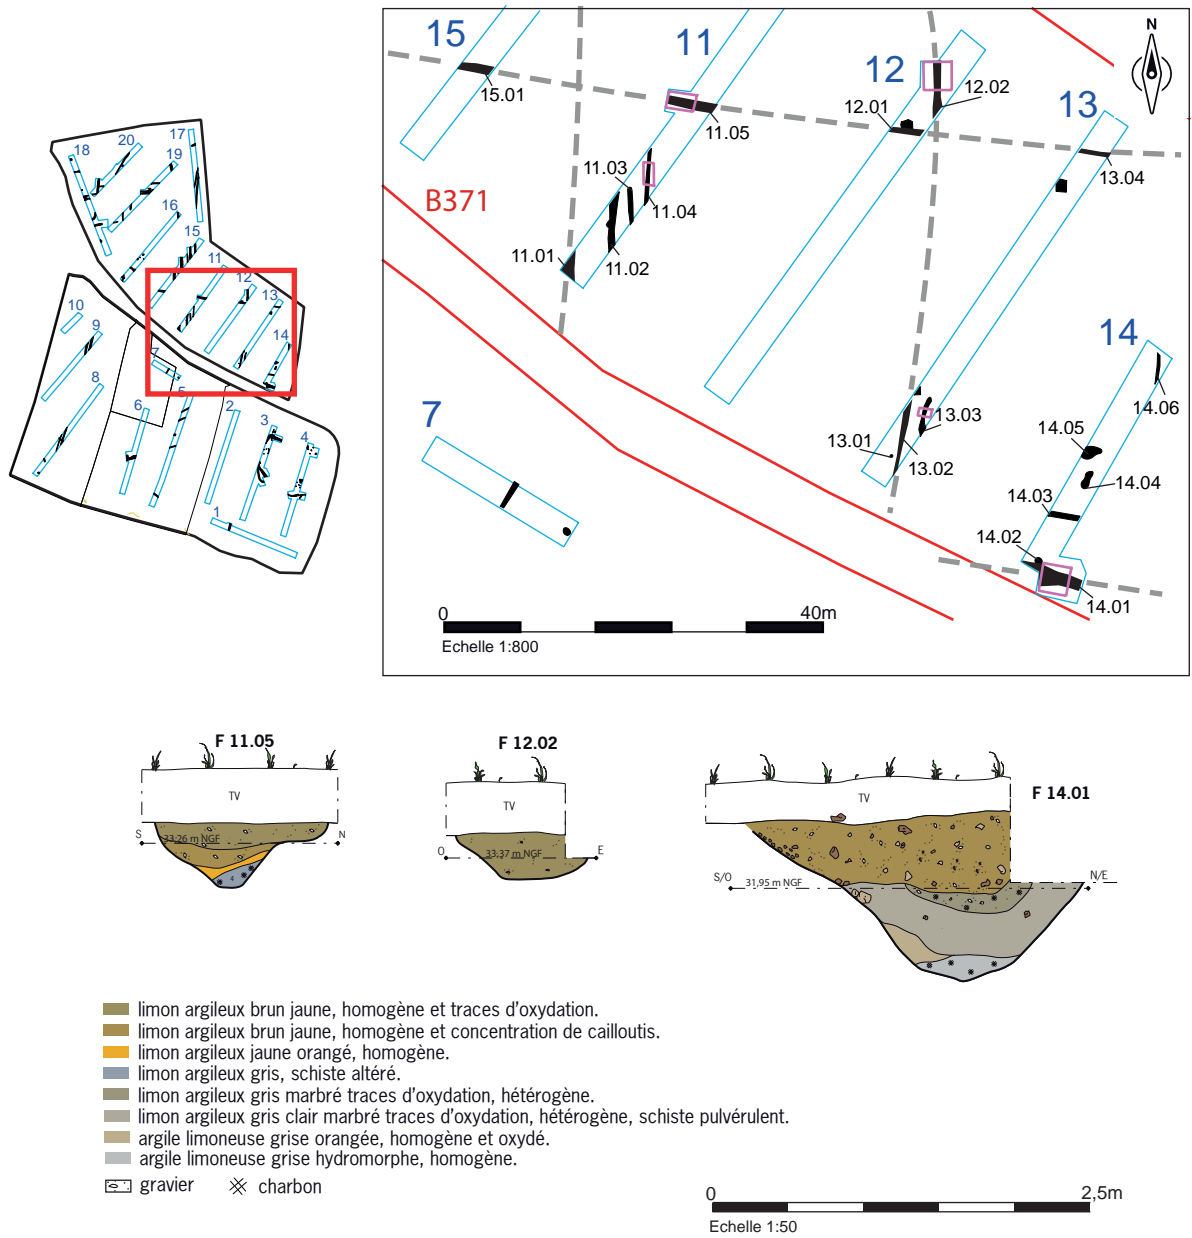 17
20
18
19
16
15
11
12
13
14
10
9
8
7
6
5
2
3
4
1
15
11
12
13
14
7
N
B371
15.01
11.05
12.01
12.02
13.04
11.03
11.04
11.01
11.02
13.01
13.02
13.03
14.06
14.05
14.04
14.03
14.02
14.01
0 40m
Echelle 1:800
F 11.05
TV
S
33.26 m NGF
N
4
F 12.02
TV
O
33,37 m NGF
E
F 14.01
TV
S/O
31,95 m NGF
N/E
limon argileux brun jaune, homogène et traces d'oxydation.
limon argileux brun jaune, homogène et concentration de cailloutis.
limon argileux jaune orangé, homogène.
limon argileux gris, schiste altéré.
limon argileux gris marbré traces d'oxydation, hétérogène.
limon argileux gris clair marbré traces d'oxydation, hétérogène, schiste pulvérulent.
argile limoneuse grise orangée, homogène et oxydé.
argile limoneuse grise hydromorphe, homogène.
gravier charbon
0 2,5m
Echelle 1:50